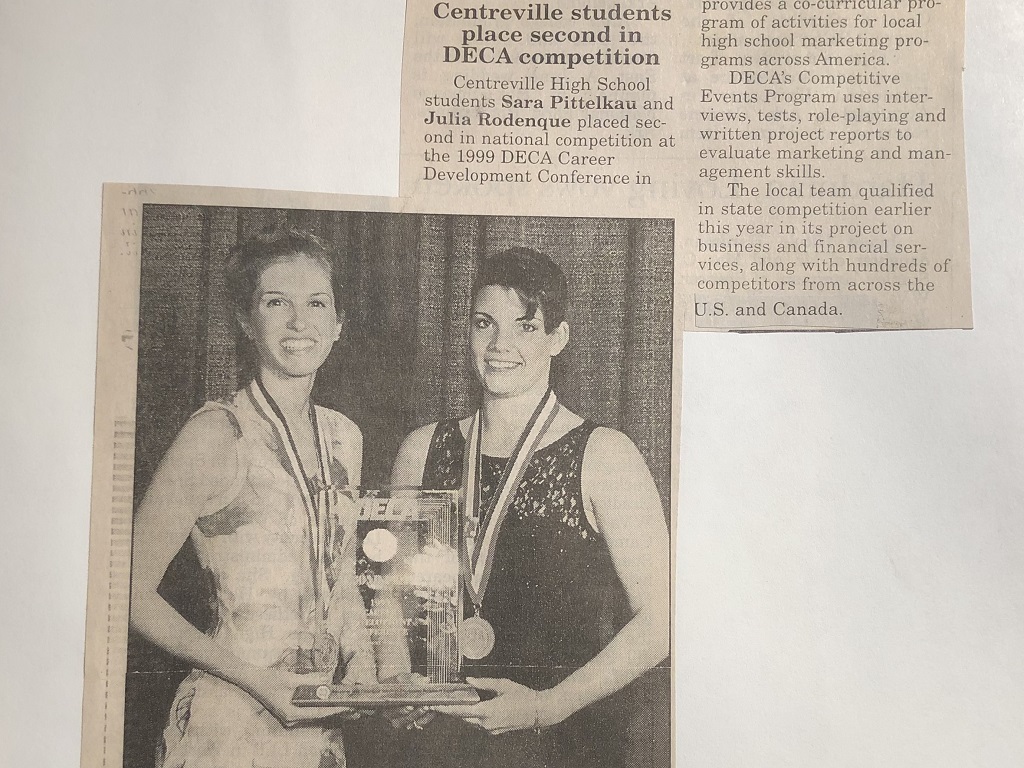 Centreville students
place second in
DECA competition
Centreville High School
students Sara Pittelkau and
Julia Rodenque placed sec-
ond in national competition at
the 1999 DECA Career
Development Conference in
provides a co-curricular pro-
gram of activities for local
high school marketing pro-
grams across America.
DECA's Competitive
Events Program uses inter-
views, tests, role-playing and
written project reports to
evaluate marketing and man-
agement skills.
The local team qualified
in state competition earlier
this year in its project on
business and financial ser-
vices, along with hundreds of
competitors from across the
U.S. and Canada.
DECA